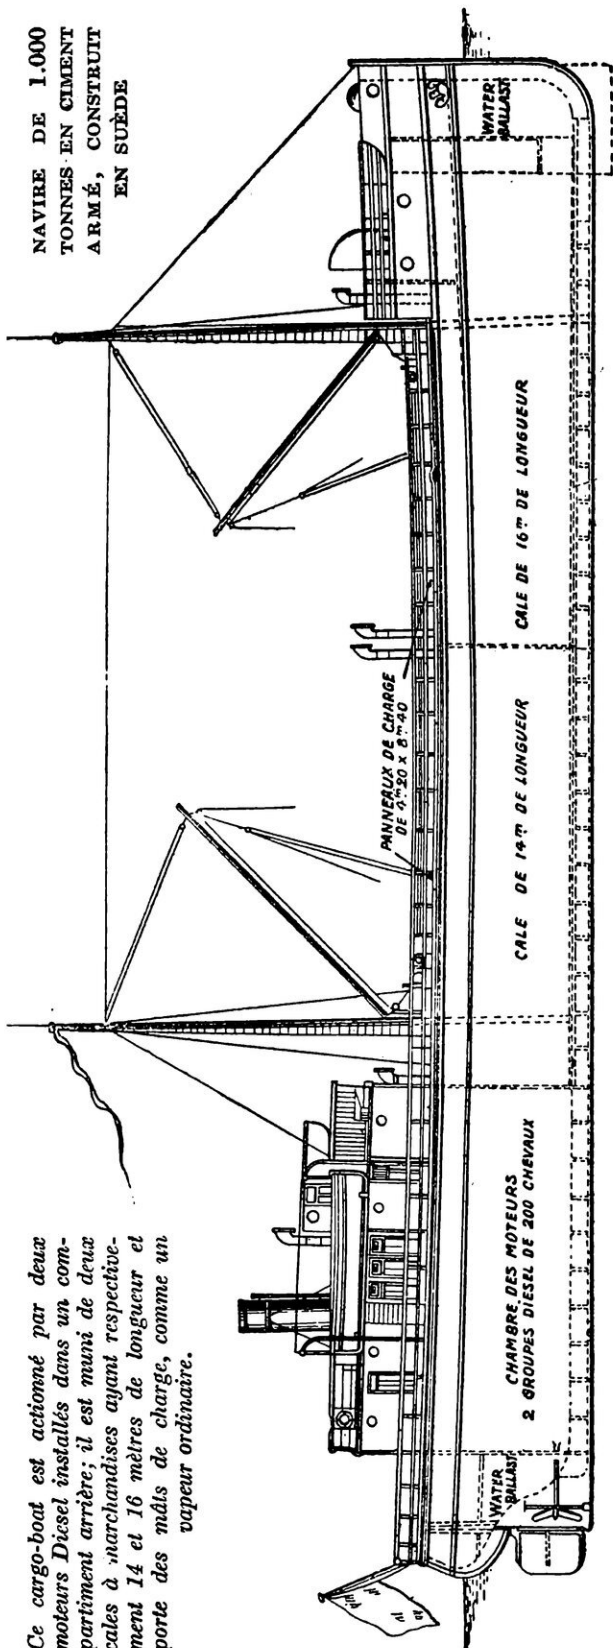 NAVIRE DE 1.000
TONNES EN CIMENT
ARMÉ, CONSTRUIT
EN SUÈDE
Ce cargo-boat est actionné par deux
moteurs Diesel installés dans un com-
partiment arrière; il est muni de deux
cales à marchandises ayant respective-
ment 14 et 16 mètres de longueur et
porte des mâts de charge, comme un
vapeur ordinaire.
PANNEAUX DE CHARGE
DE 4m20 x 8m40
WATER
BALLAST
CHAMBRE DES MOTEURS
2 GROUPES DIESEL DE 200 CHEVAUX
CALE DE 14m DE LONGUEUR
CALE DE 16m DE LONGUEUR
WATER
BALLAST